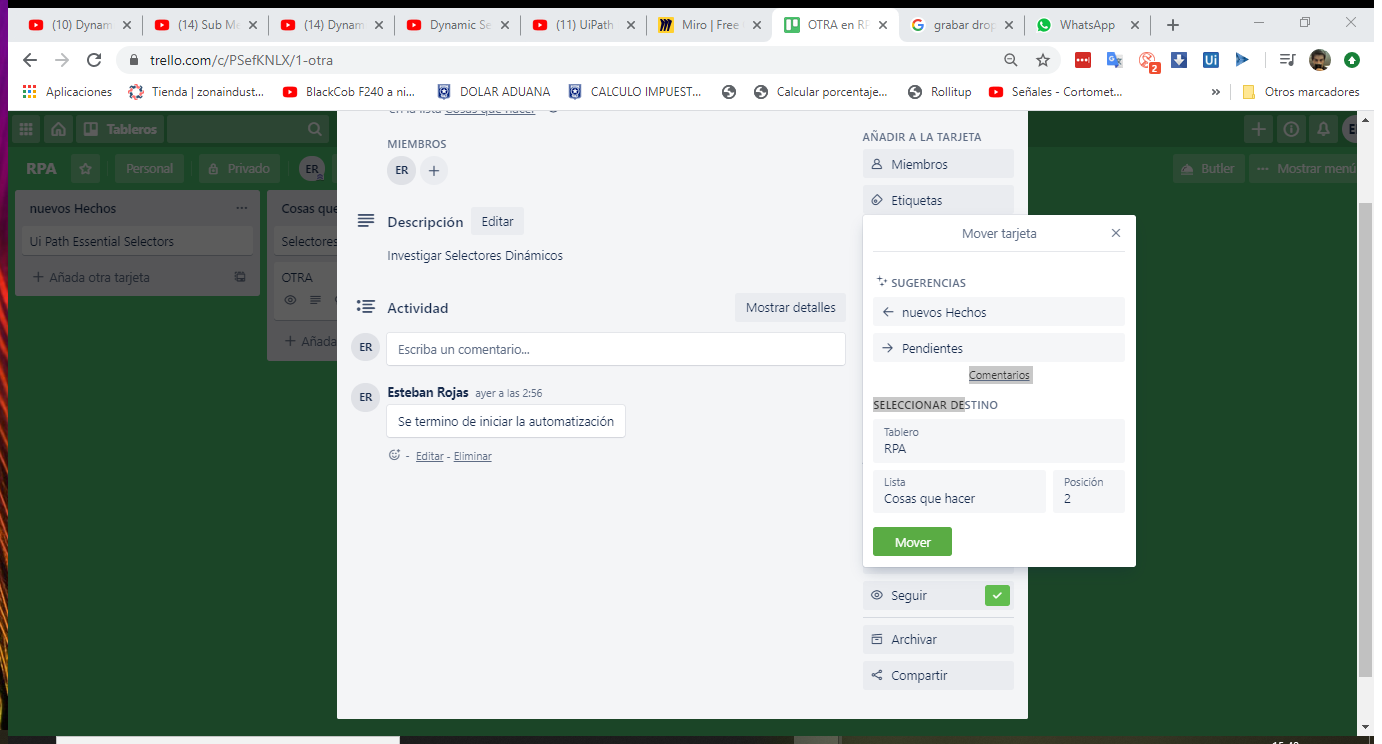 (10) Dynam
(14) Sub Me
(14) Dynam
Dynamic Se
(11) UiPath
Miro | Free
OTRA en RP
grabar drop
WhatsApp
trello.com/c/PSefKNLX/1-otra
2
Ui
Aplicaciones
Tienda | zonaindust...
BlackCob F240 a ni...
DOLAR ADUANA
CALCULO IMPUEST...
Calcular porcentaje...
Rollitup
Señales - Cortomet...
»
Otros marcadores
Tableros
RPA
Personal
Privado
ER
Butler
Mostrar menú
nuevos Hechos
Ui Path Essential Selectors
Añada otra tarjeta
Cosas que
Selectores
OTRA
Añada
en la lista Cosas que hacer
MIEMBROS
ER
Descripción
Editar
Investigar Selectores Dinámicos
Actividad
Mostrar detalles
ER
Escriba un comentario...
ER
Esteban Rojas ayer a las 2:56
Se termino de iniciar la automatización
- Editar - Eliminar
AÑADIR A LA TARJETA
Miembros
Etiquetas
Mover tarjeta
SUGERENCIAS
nuevos Hechos
Pendientes
Comentarios
SELECCIONAR DESTINO
Tablero
RPA
Lista
Cosas que hacer
Posición
2
Mover
Seguir
Archivar
Compartir